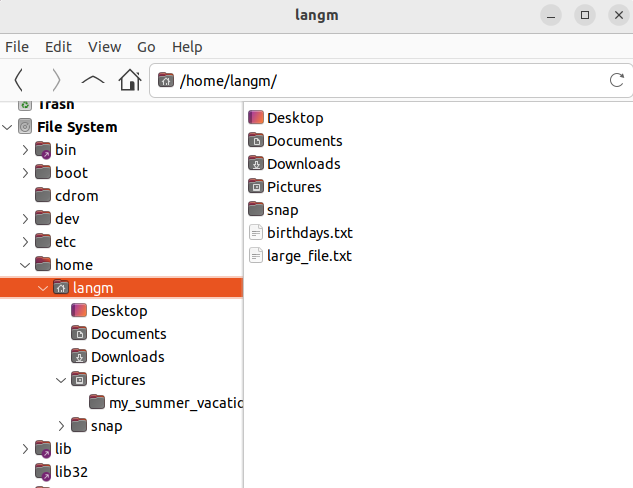 langm
File Edit View Go Help
/home/langm/
Trash
File System
bin
boot
cdrom
dev
etc
home
langm
Desktop
Documents
Downloads
Pictures
my_summer_vacatic
snap
lib
lib32
Desktop
Documents
Downloads
Pictures
snap
birthdays.txt
large_file.txt